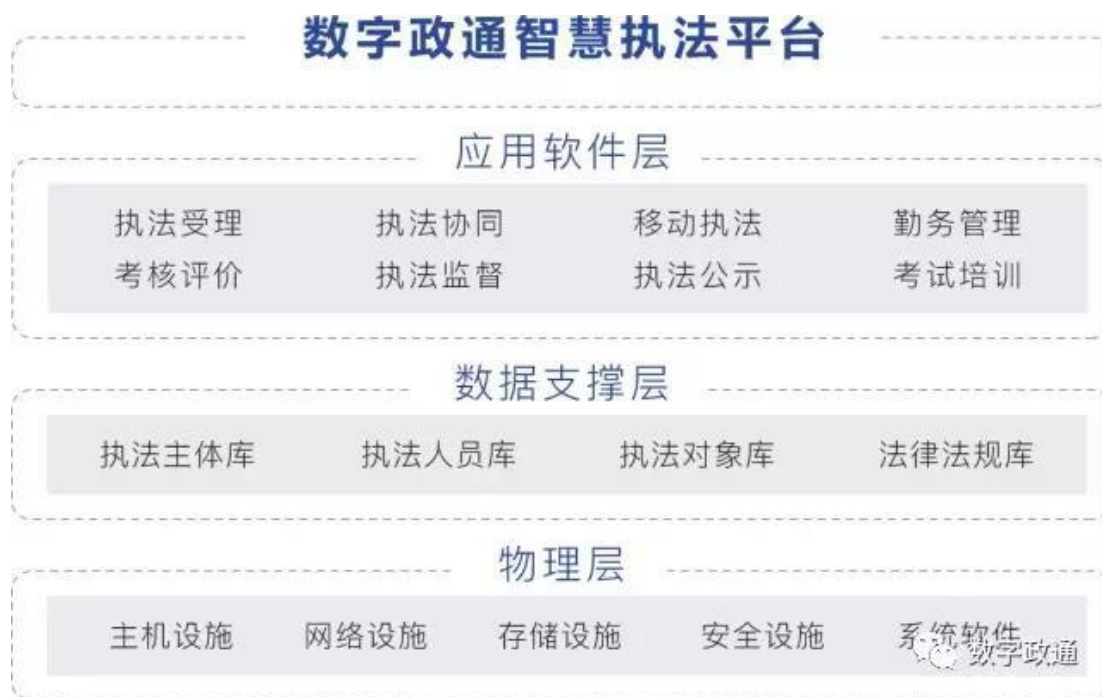 数字政通智慧执法平台
应用软件层
执法受理 执法协同 移动执法 勤务管理
考核评价 执法监督 执法公示 考试培训
数据支撑层
执法主体库 执法人员库 执法对象库 法律法规库
物理层
主机设施 网络设施 存储设施 安全设施 系统软件
数字政通